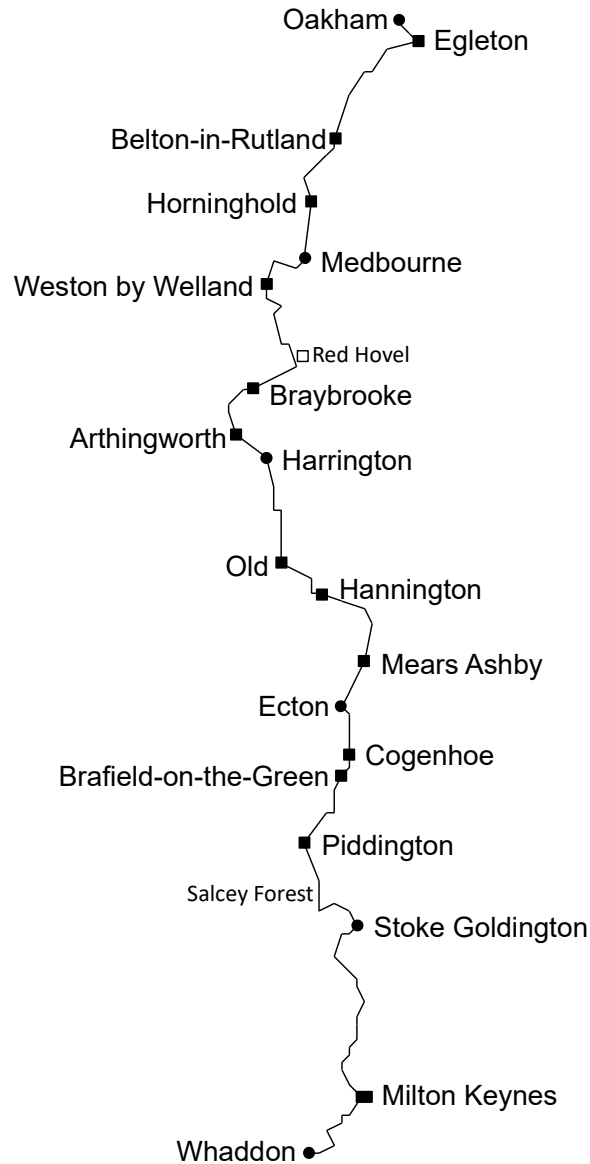 Oakham
Egleton
Belton-in-Rutland
Horninghold
Medbourne
Weston by Welland
Red Hovel
Braybrooke
Arthingworth
Harrington
Old
Hannington
Mears Ashby
Ecton
Cogenhoe
Brafield-on-the-Green
Piddington
Salcey Forest
Stoke Goldington
Milton Keynes
Whaddon